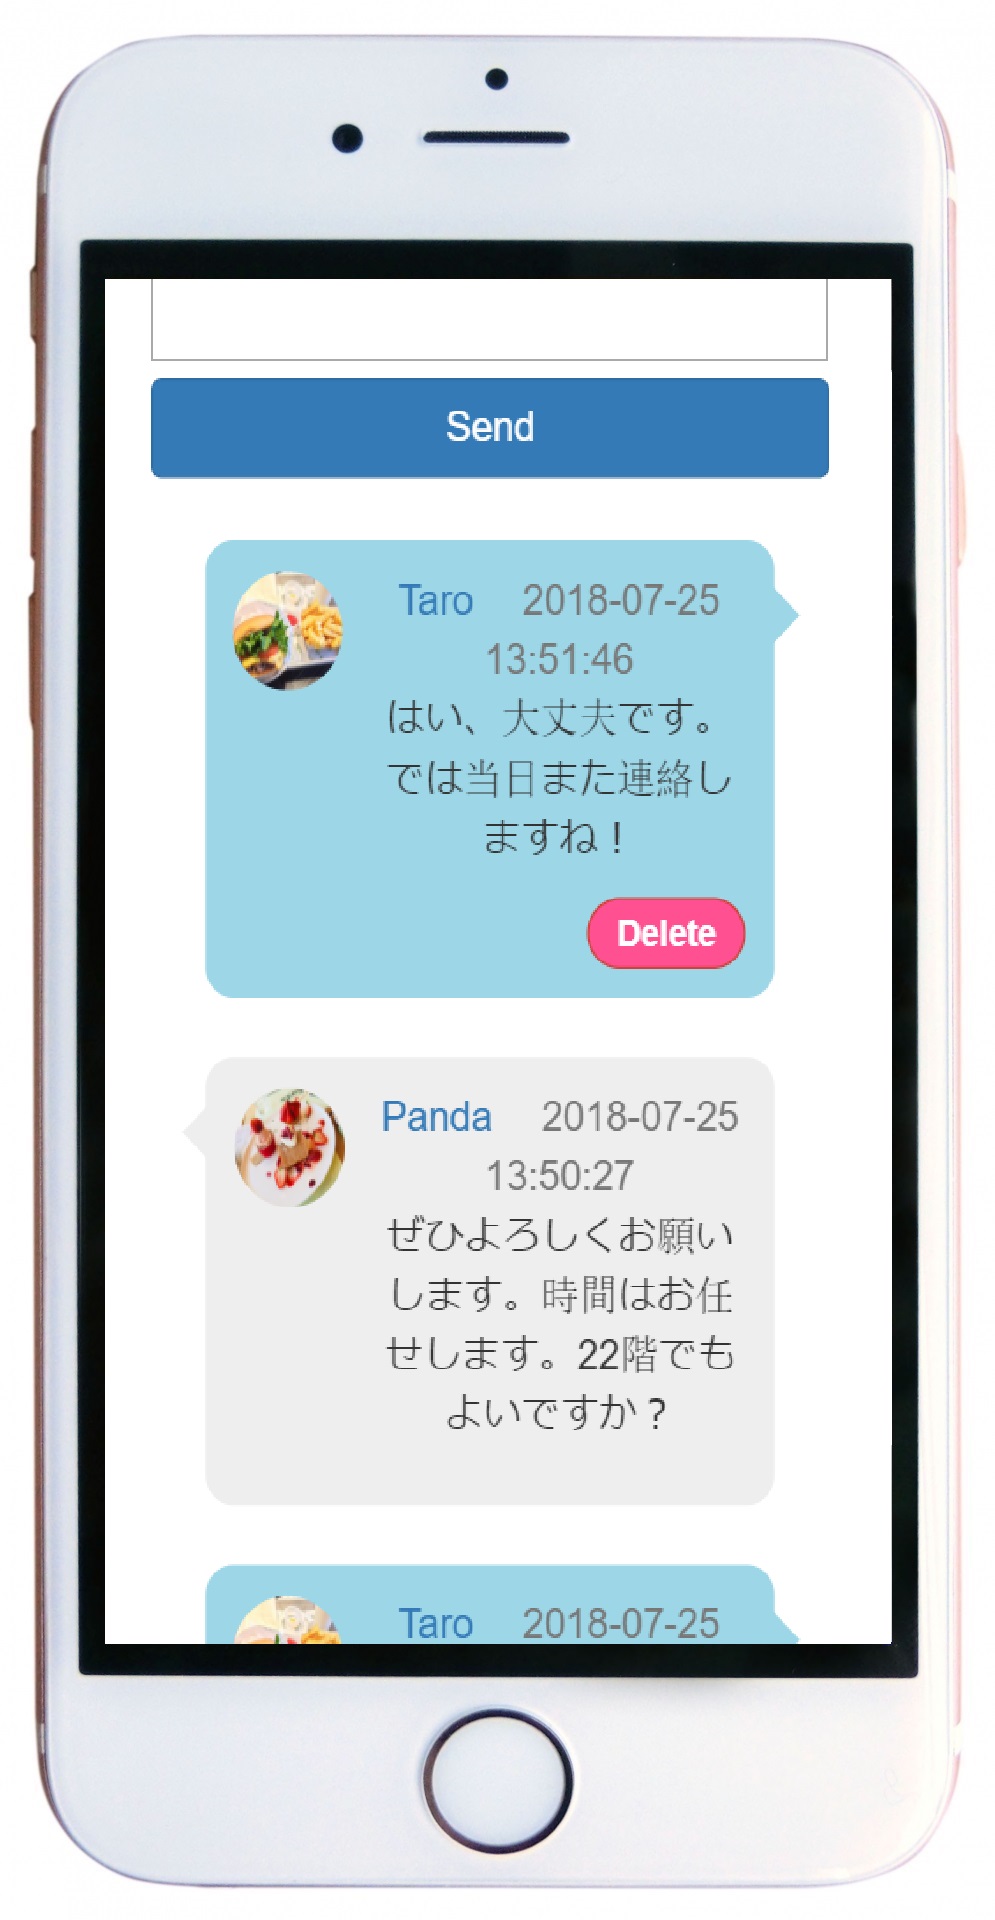 Send
Taro 2018-07-25
13:51:46
はい、大丈夫です。
では当日また連絡し
ますね！
Delete
Panda 2018-07-25
13:50:27
ぜひよろしくお願い
します。時間はお任
せします。22階でも
よいですか？
Taro 2018-07-25